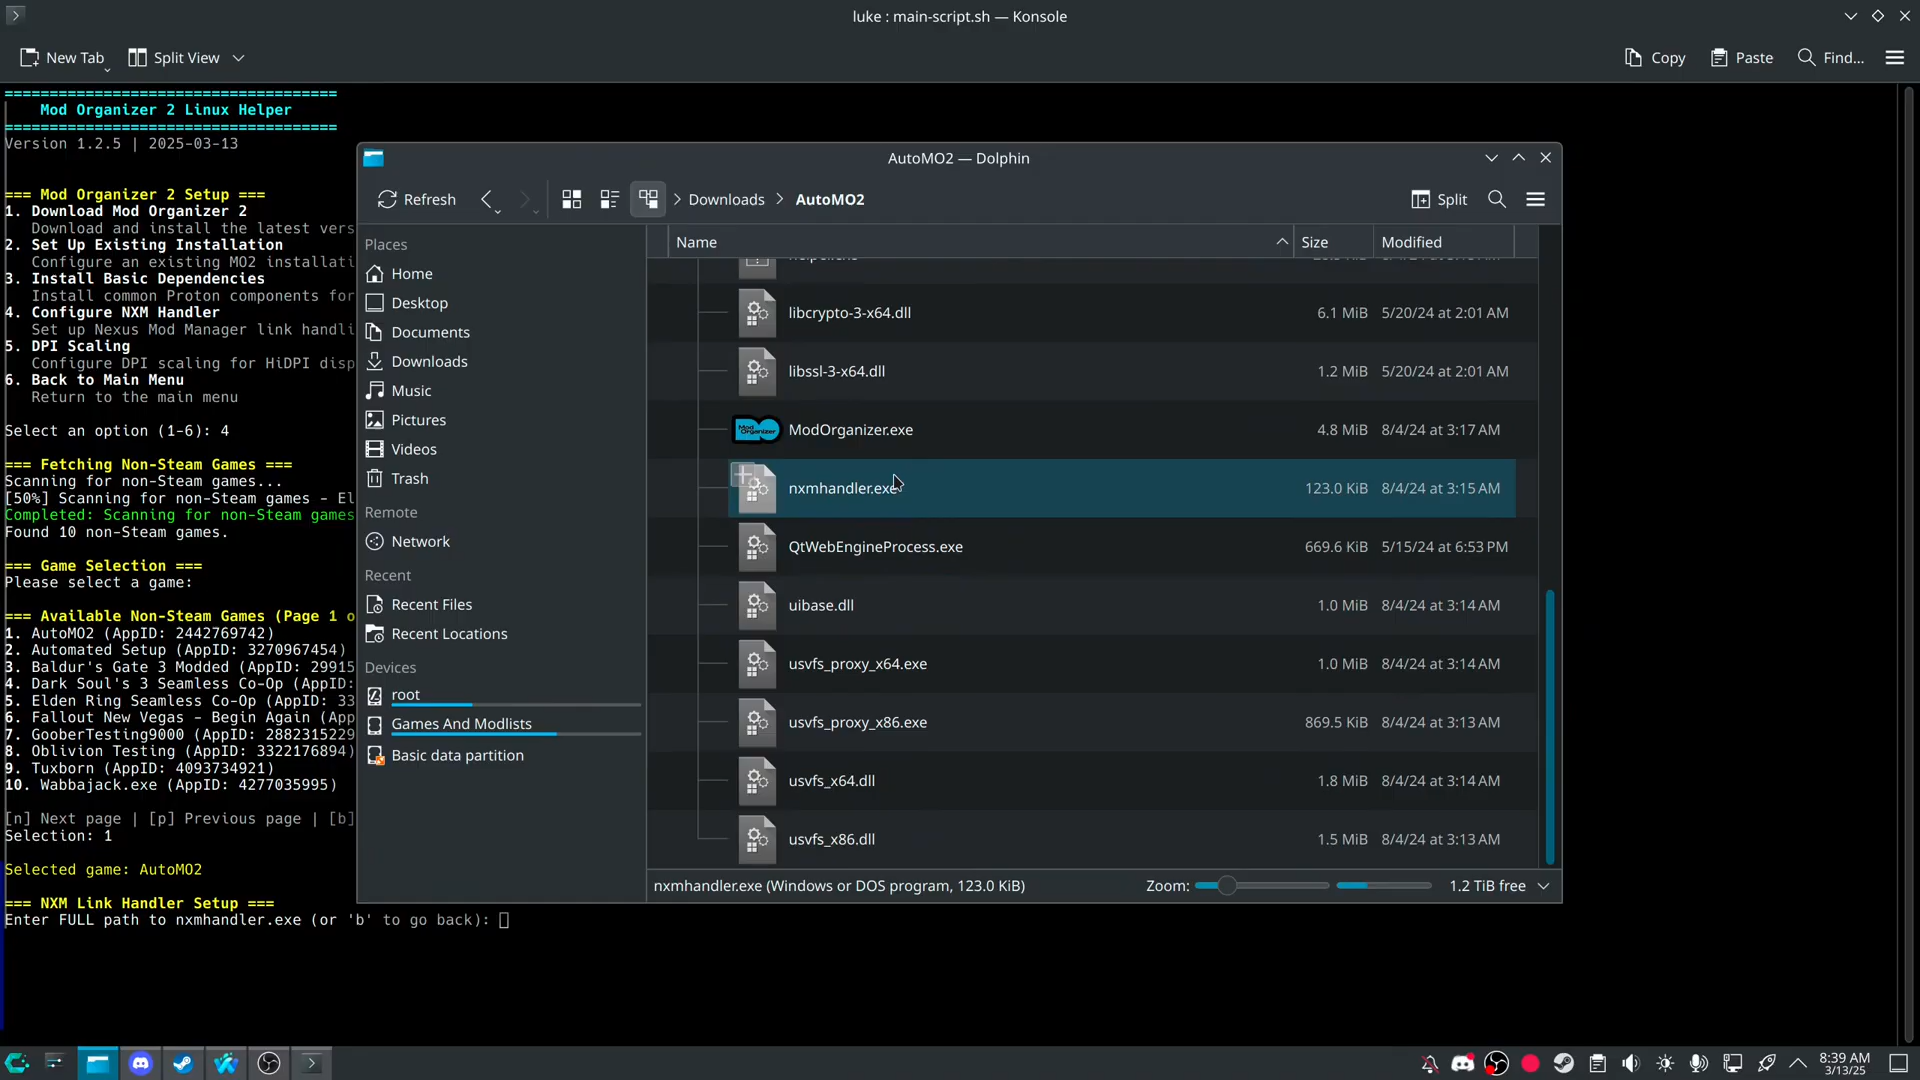 luke : main-script.sh — Konsole
New Tab
Split View
Copy
Paste
Find...
Mod Organizer 2 Linux Helper
Version 1.2.5 | 2025-03-13
=== Mod Organizer 2 Setup ===
1. Download Mod Organizer 2
Download and install the latest vers
2. Set Up Existing Installation
Configure an existing MO2 installati
3. Install Basic Dependencies
Install common Proton components for
4. Configure NXM Handler
Set up Nexus Mod Manager link handli
5. DPI Scaling
Configure DPI scaling for HiDPI disp
6. Back to Main Menu
Return to the main menu
Select an option (1-6): 4
=== Fetching Non-Steam Games ===
Scanning for non-Steam games...
[50%] Scanning for non-Steam games - El
Completed: Scanning for non-Steam games
Found 10 non-Steam games.
=== Game Selection ===
Please select a game:
=== Available Non-Steam Games (Page 1 o
1. AutoMO2 (AppID: 2442769742)
2. Automated Setup (AppID: 3270967454)
3. Baldur's Gate 3 Modded (AppID: 29915
4. Dark Soul's 3 Seamless Co-Op (AppID:
5. Elden Ring Seamless Co-Op (AppID: 33
6. Fallout New Vegas - Begin Again (App
7. GooberTesting9000 (AppID: 2882315229
8. Oblivion Testing (AppID: 3322176894)
9. Tuxborn (AppID: 4093734921)
10. Wabbajack.exe (AppID: 4277035995)
[n] Next page | [p] Previous page | [b]
Selection: 1
Selected game: AutoMO2
=== NXM Link Handler Setup ===
Enter FULL path to nxmhandler.exe (or 'b' to go back):
AutoMO2 — Dolphin
Refresh
Downloads
AutoMO2
Split
Places
Home
Desktop
Documents
Downloads
Music
Pictures
Videos
Trash
Remote
Network
Recent
Recent Files
Recent Locations
Devices
root
Games And Modlists
Basic data partition
Name Size Modified
libcrypto-3-x64.dll 6.1 MiB 5/20/24 at 2:01 AM
libssl-3-x64.dll 1.2 MiB 5/20/24 at 2:01 AM
ModOrganizer.exe 4.8 MiB 8/4/24 at 3:17 AM
nxmhandler.exe 123.0 KiB 8/4/24 at 3:15 AM
QtWebEngineProcess.exe 669.6 KiB 5/15/24 at 6:53 PM
uibase.dll 1.0 MiB 8/4/24 at 3:14 AM
usvfs_proxy_x64.exe 1.0 MiB 8/4/24 at 3:14 AM
usvfs_proxy_x86.exe 869.5 KiB 8/4/24 at 3:13 AM
usvfs_x64.dll 1.8 MiB 8/4/24 at 3:14 AM
usvfs_x86.dll 1.5 MiB 8/4/24 at 3:13 AM
nxmhandler.exe (Windows or DOS program, 123.0 KiB)
Zoom:
1.2 TiB free
8:39 AM
3/13/25